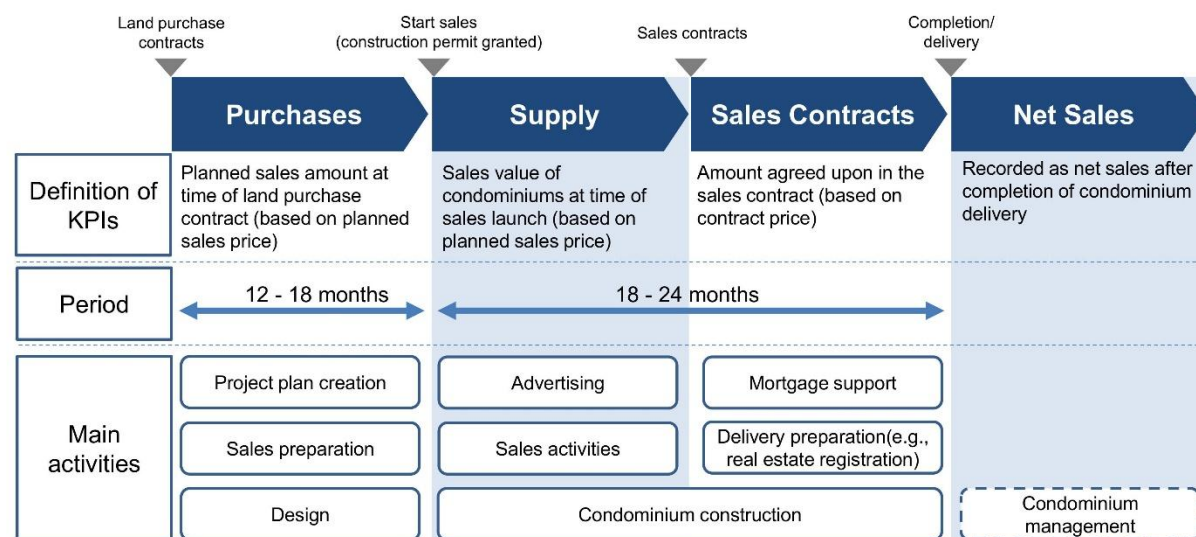 Land purchase
contracts
Start sales
(construction permit granted)
Sales contracts
Completion/
delivery
Purchases
Supply
Sales Contracts
Net Sales
Definition of
KPIs
Planned sales amount at
time of land purchase
contract (based on planned
sales price)
Sales value of
condominiums at time of
sales launch (based on
planned sales price)
Amount agreed upon in the
sales contract (based on
contract price)
Recorded as net sales after
completion of condominium
delivery
Period
12 - 18 months
18 - 24 months
Main
activities
Project plan creation
Advertising
Mortgage support
Sales preparation
Sales activities
Delivery preparation(e.g.,
real estate registration)
Design
Condominium construction
Condominium
management